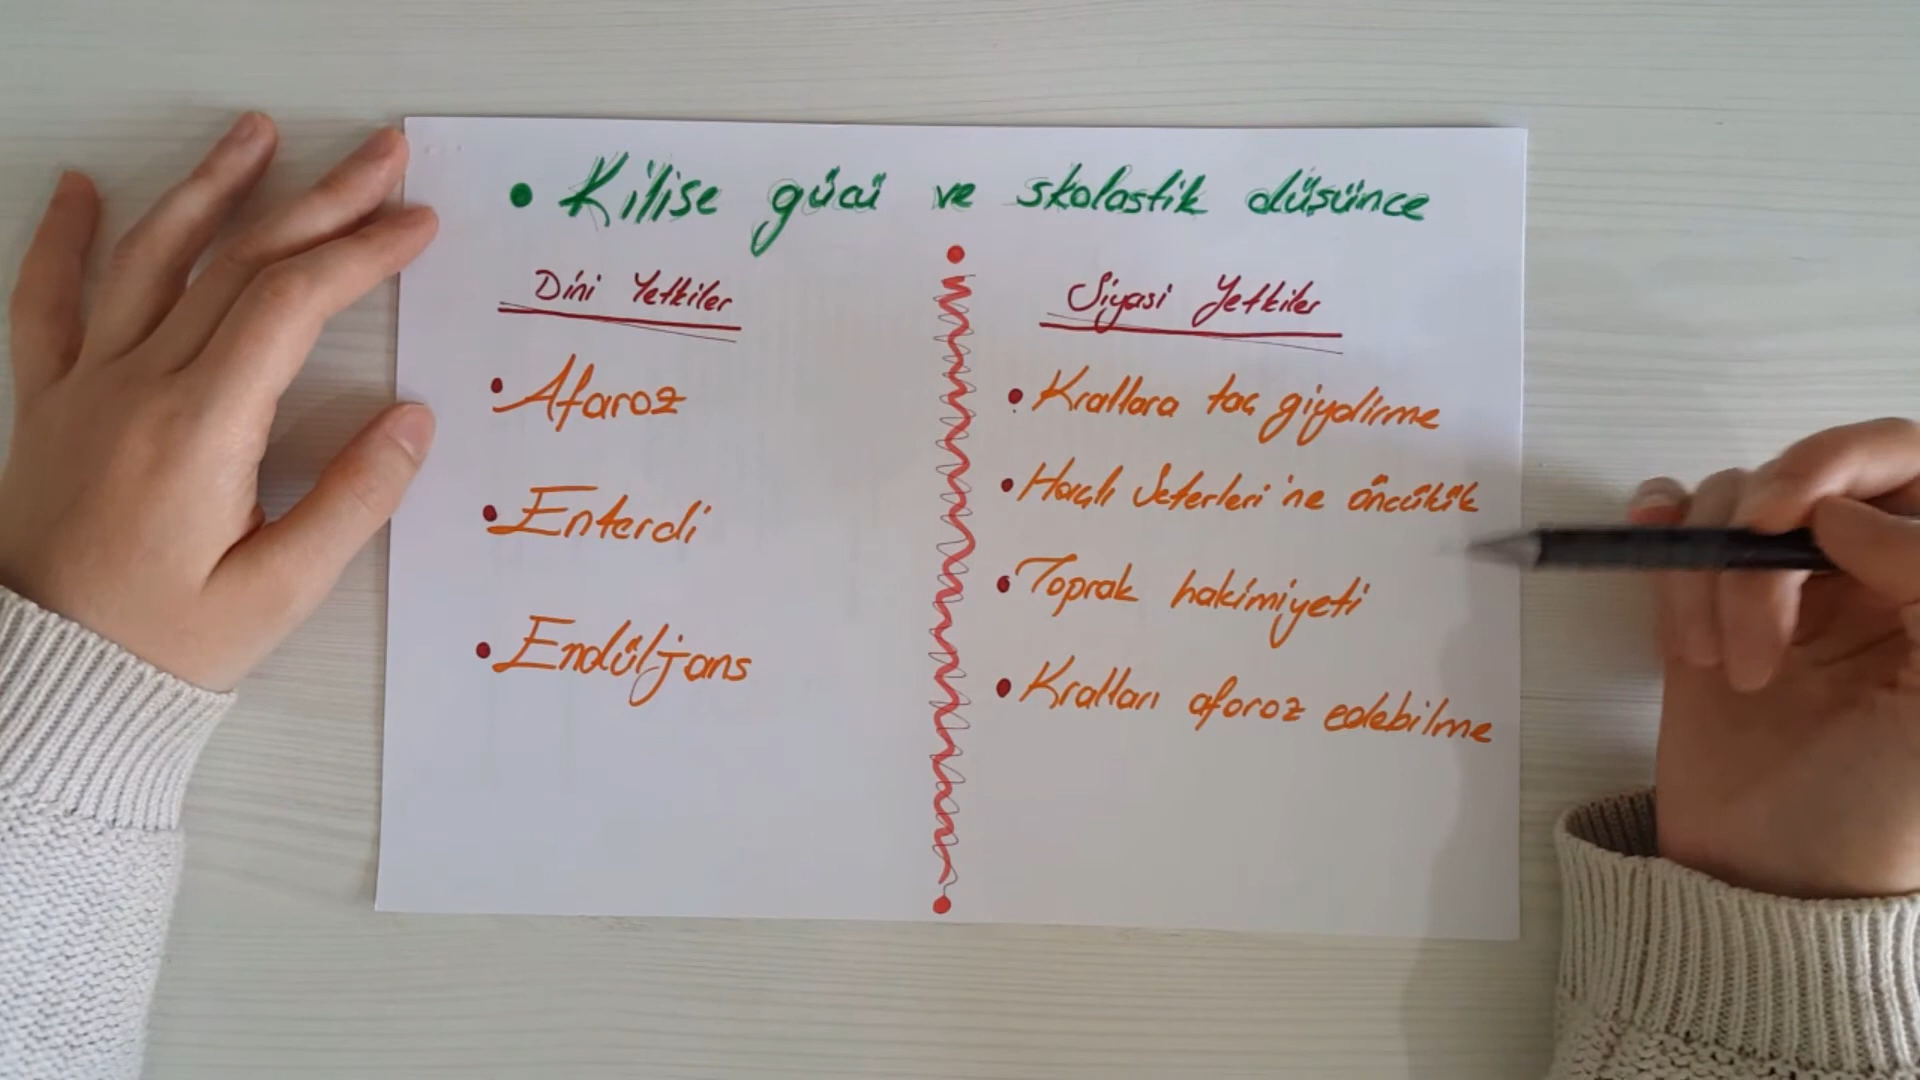 • Kilise gücü ve skolastik düşünce
Dini Yetkiler
• Afaroz
• Enterdi
• Endüljans
Siyasi Yetkiler
• Krallara taç giydirme
• Haçlı Seferleri'ne öncülük
• Toprak hakimiyeti
• Kralları aforoz edebilme